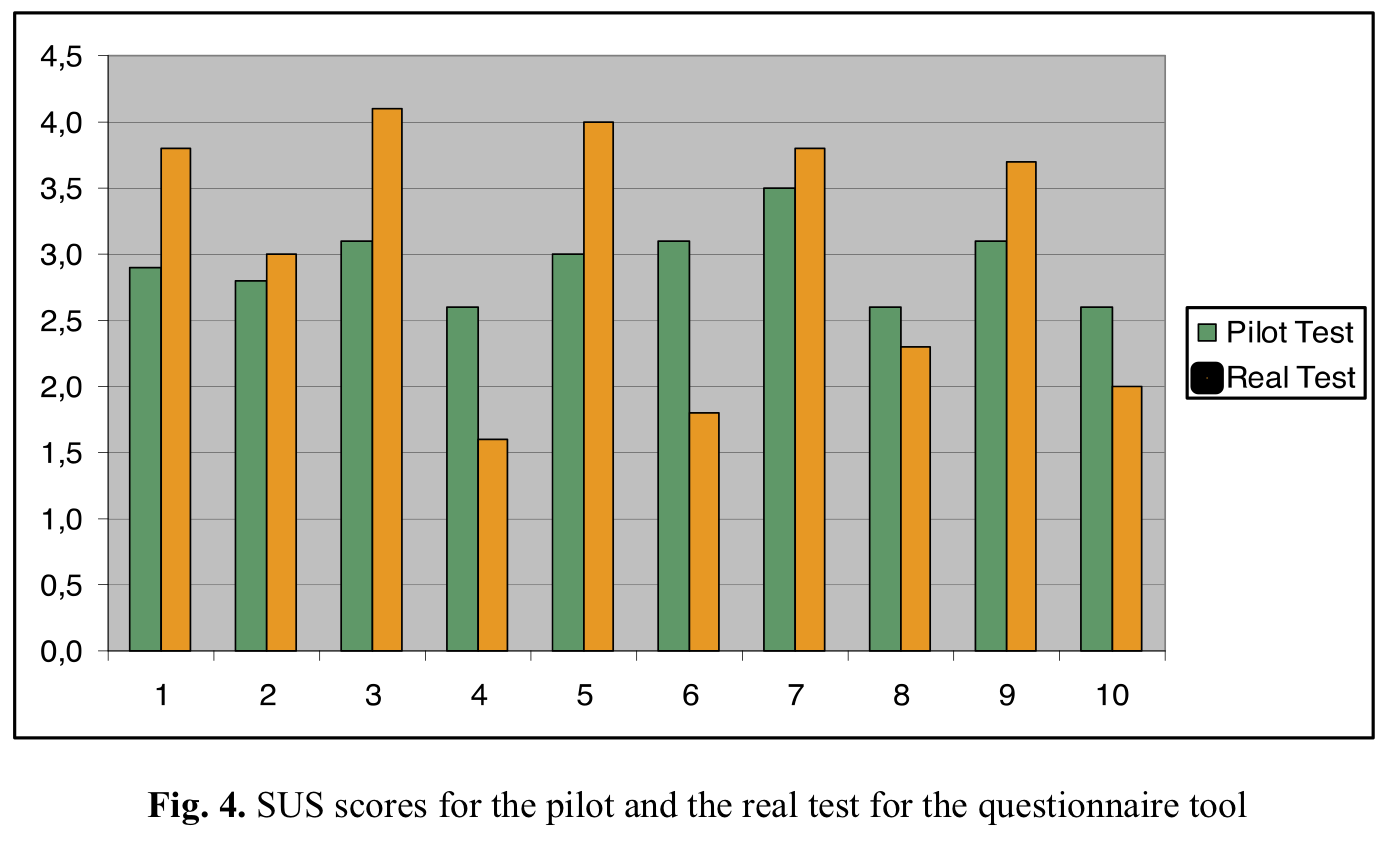 4,5
4,0
3,5
3,0
2,5
2,0
1,5
1,0
0,5
0,0
1 2 3 4 5 6 7 8 9 10
Pilot Test
Real Test
Fig. 4. SUS scores for the pilot and the real test for the questionnaire tool